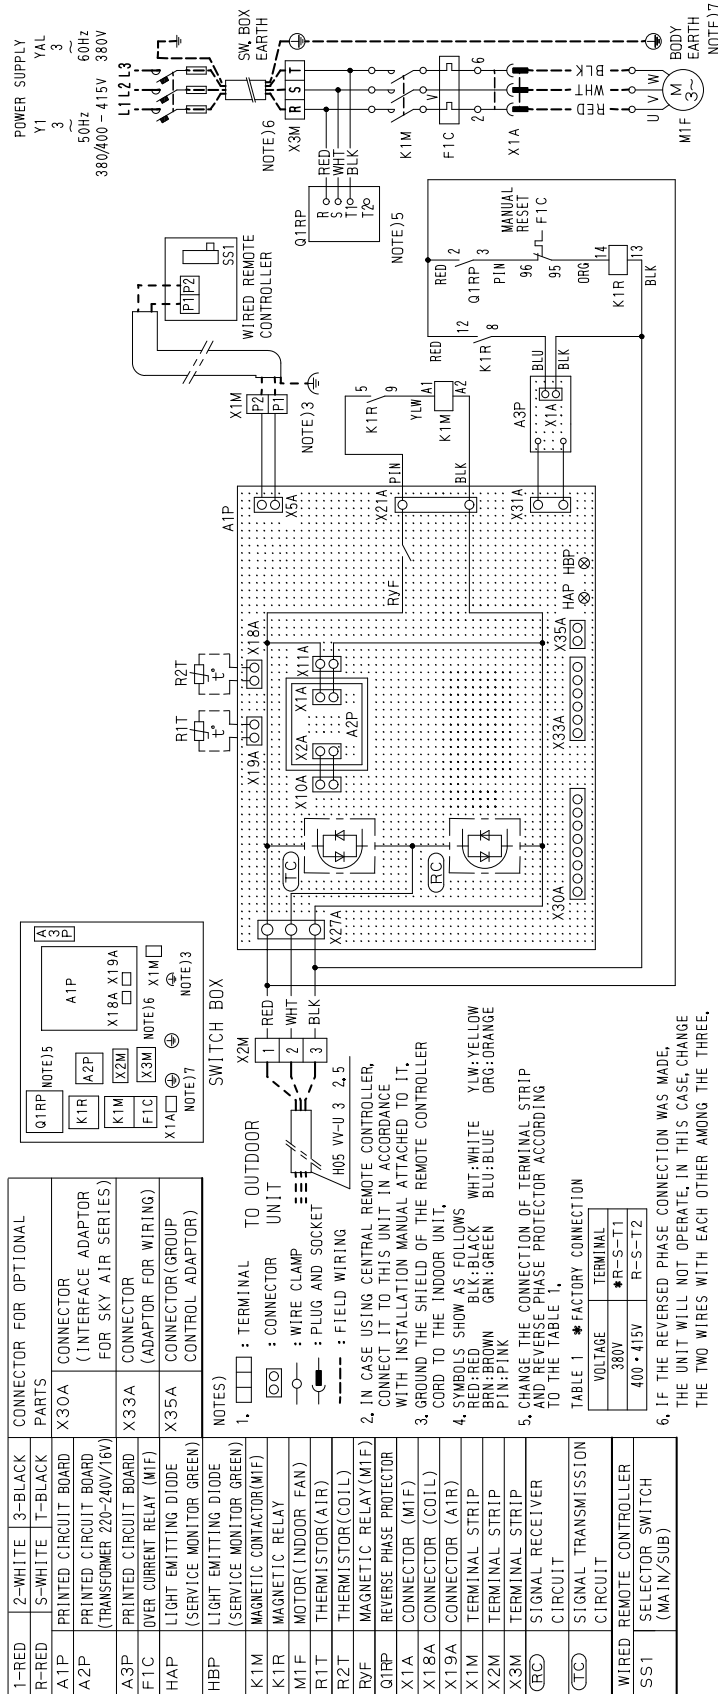 1-RED 2-WHITE 3-BLACK
R-RED S-WHITE T-BLACK
A1P PRINTED CIRCUIT BOARD
A2P PRINTED CIRCUIT BOARD
(TRANSFORMER 220-240V/16V)
A3P PRINTED CIRCUIT BOARD
F1C OVER CURRENT RELAY (M1F)
HAP LIGHT EMITTING DIODE
(SERVICE MONITOR GREEN)
HBP LIGHT EMITTING DIODE
(SERVICE MONITOR GREEN)
K1M MAGNETIC CONTACTOR(M1F)
K1R MAGNETIC RELAY
M1F MOTOR(INDOOR FAN)
R1T THERMISTOR(AIR)
R2T THERMISTOR(COIL)
RyF MAGNETIC RELAY(M1F)
Q1RP REVERSE PHASE PROTECTOR
X1A CONNECTOR (M1F)
X18A CONNECTOR (COIL)
X19A CONNECTOR (A1R)
X1M TERMINAL STRIP
X2M TERMINAL STRIP
X3M TERMINAL STRIP
RC SIGNAL RECEIVER
CIRCUIT
TC SIGNAL TRANSMISSION
CIRCUIT
WIRED REMOTE CONTROLLER
SS1 SELECTOR SWITCH
(MAIN/SUB)
CONNECTOR FOR OPTIONAL
PARTS
X30A CONNECTOR
(INTERFACE ADAPTOR
FOR SKY AIR SERIES)
X33A CONNECTOR
(ADAPTOR FOR WIRING)
X35A CONNECTOR(GROUP
CONTROL ADAPTOR)
NOTES)
1. : TERMINAL
: CONNECTOR
: WIRE CLAMP
: PLUG AND SOCKET
: FIELD WIRING
2. IN CASE USING CENTRAL REMOTE CONTROLLER,
CONNECT IT TO THIS UNIT IN ACCORDANCE
WITH INSTALLATION MANUAL ATTACHED TO IT.
3. GROUND THE SHIELD OF THE REMOTE CONTROLLER
CORD TO THE INDOOR UNIT.
4. SYMBOLS SHOW AS FOLLOWS
RED:RED BLK:BLACK WHT:WHITE YLW:YELLOW
BRN:BROWN GRN:GREEN BLU:BLUE ORG:ORANGE
PIN:PINK
5. CHANGE THE CONNECTION OF TERMINAL STRIP
AND REVERSE PHASE PROTECTOR ACCORDING
TO THE TABLE 1.
TABLE 1 *FACTORY CONNECTION
VOLTAGE TERMINAL
380V *R-S-T1
400・415V R-S-T2
6. IF THE REVERSED PHASE CONNECTION WAS MADE,
THE UNIT WILL NOT OPERATE, IN THIS CASE, CHANGE
THE TWO WIRES WITH EACH OTHER AMONG THE THREE.
Q1RP NOTE)5
A3P
A1P
K1R A2P
X18A X19A
K1M X2M
F1C X3M NOTE)6 X1M
X1A
NOTE)7
NOTE)3
SWITCH BOX
TO OUTDOOR
UNIT
H05 VV-U 3 2.5
X2M
1 2 3
RED
WHT
BLK
X27A
TC
RC
X30A
X33A
X35A
HAP HBP
X10A X2A X1A X11A
A2P
X19A X18A
R1T R2T
t° t°
A1P
RyF
X5A
X21A
X31A
X1M
P2 P1
NOTE)3
WIRED REMOTE
CONTROLLER
P1 P2
SS1
PIN
BLK
K1R 5 9
YLW
A1 A2
K1M
A3P
X1A
BLU
BLK
RED
12
K1R 8
RED 2
Q1RP 3
PIN
MANUAL
RESET
F1C
96
95
ORG
14
K1R 13
BLK
POWER SUPPLY
Y1 YAL
3 3
~ ~
50Hz 60Hz
380/400-415V 380V
L1 L2 L3
SW. BOX
EARTH
NOTE)6
X3M
R S T
RED
WHT
BLK
Q1RP
R S T1 T2
NOTE)5
K1M
V
F1C
2 6
X1A
RED
WHT
BLK
U V W
M
3~
M1F
BODY
EARTH
NOTE)7